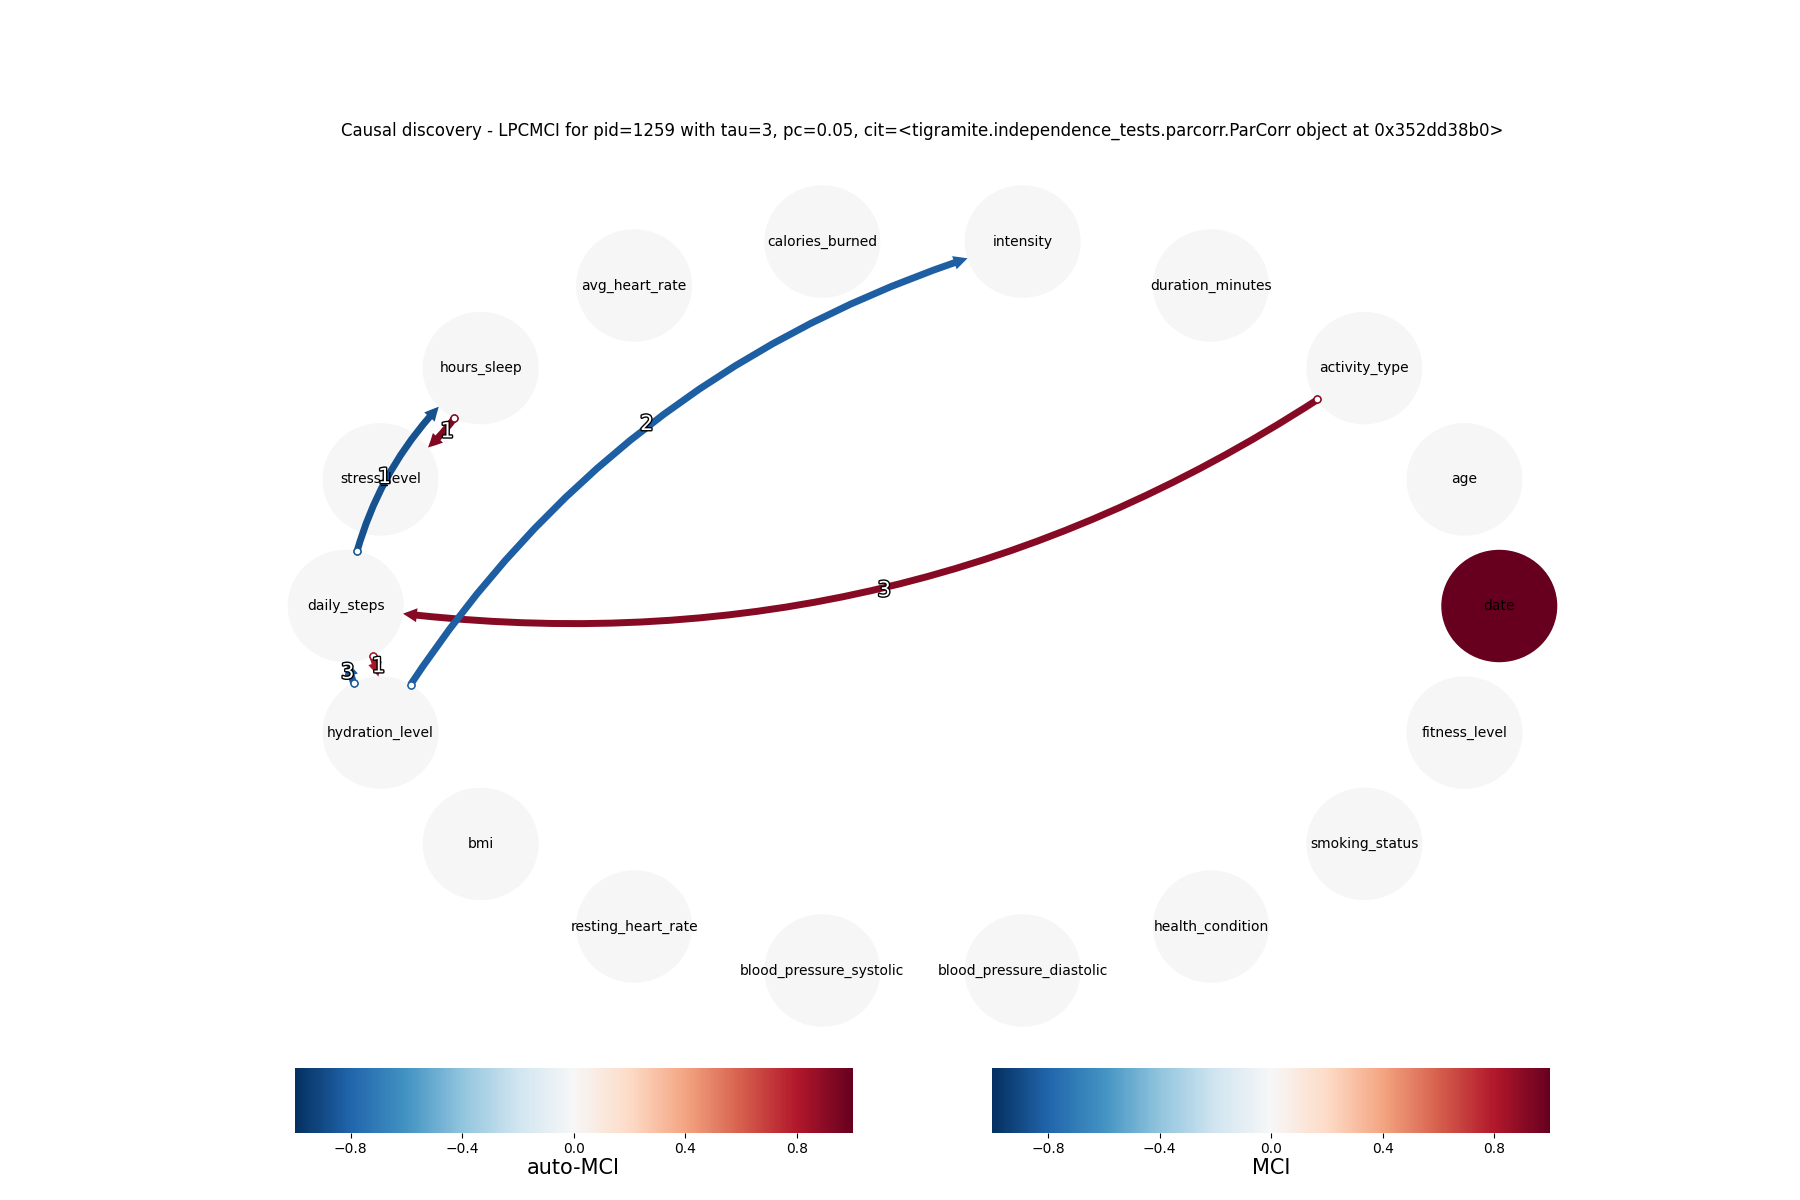 Causal discovery - LPCMCI for pid=1259 with tau=3, pc=0.05, cit=<tigramite.independence_tests.parcorr.ParCorr object at 0x352dd38b0>
calories_burned
intensity
avg_heart_rate
duration_minutes
hours_sleep
activity_type
2
1
stress_level
1
age
3
daily_steps
date
3
1
hydration_level
fitness_level
bmi
smoking_status
resting_heart_rate
health_condition
blood_pressure_systolic
blood_pressure_diastolic
−0.8 −0.4 0.0 0.4 0.8
auto-MCI
−0.8 −0.4 0.0 0.4 0.8
MCI